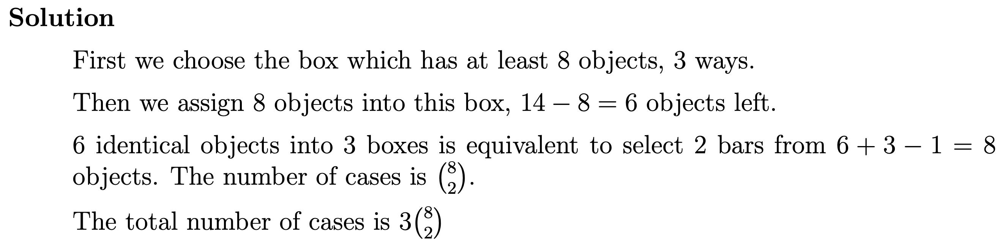 Solution
First we choose the box which has at least 8 objects, 3 ways.
Then we assign 8 objects into this box, 14 − 8 = 6 objects left.
6 identical objects into 3 boxes is equivalent to select 2 bars from 6 + 3 − 1 = 8
objects. The number of cases is $\binom{8}{2}$.
The total number of cases is $3\binom{8}{2}$